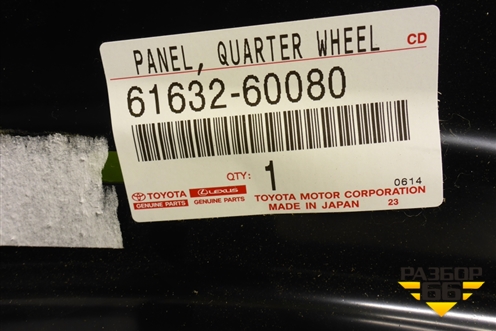 PANEL, QUARTER WHEEL
CD
61632-60080
QTY: 1
0614
TOYOTA LEXUS
GENUINE PARTS GENUINE PARTS
TOYOTA MOTOR CORPORATION
MADE IN JAPAN 23
РАЗБОР
66